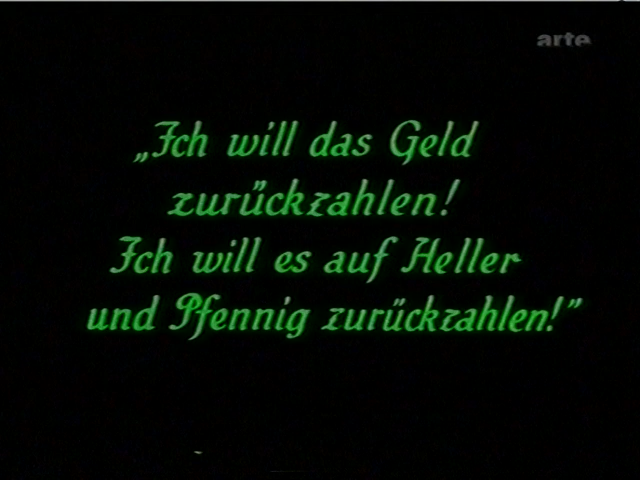 arte
„Ich will das Geld
zurückzahlen!
Ich will es auf Heller
und Pfennig zurückzahlen!”